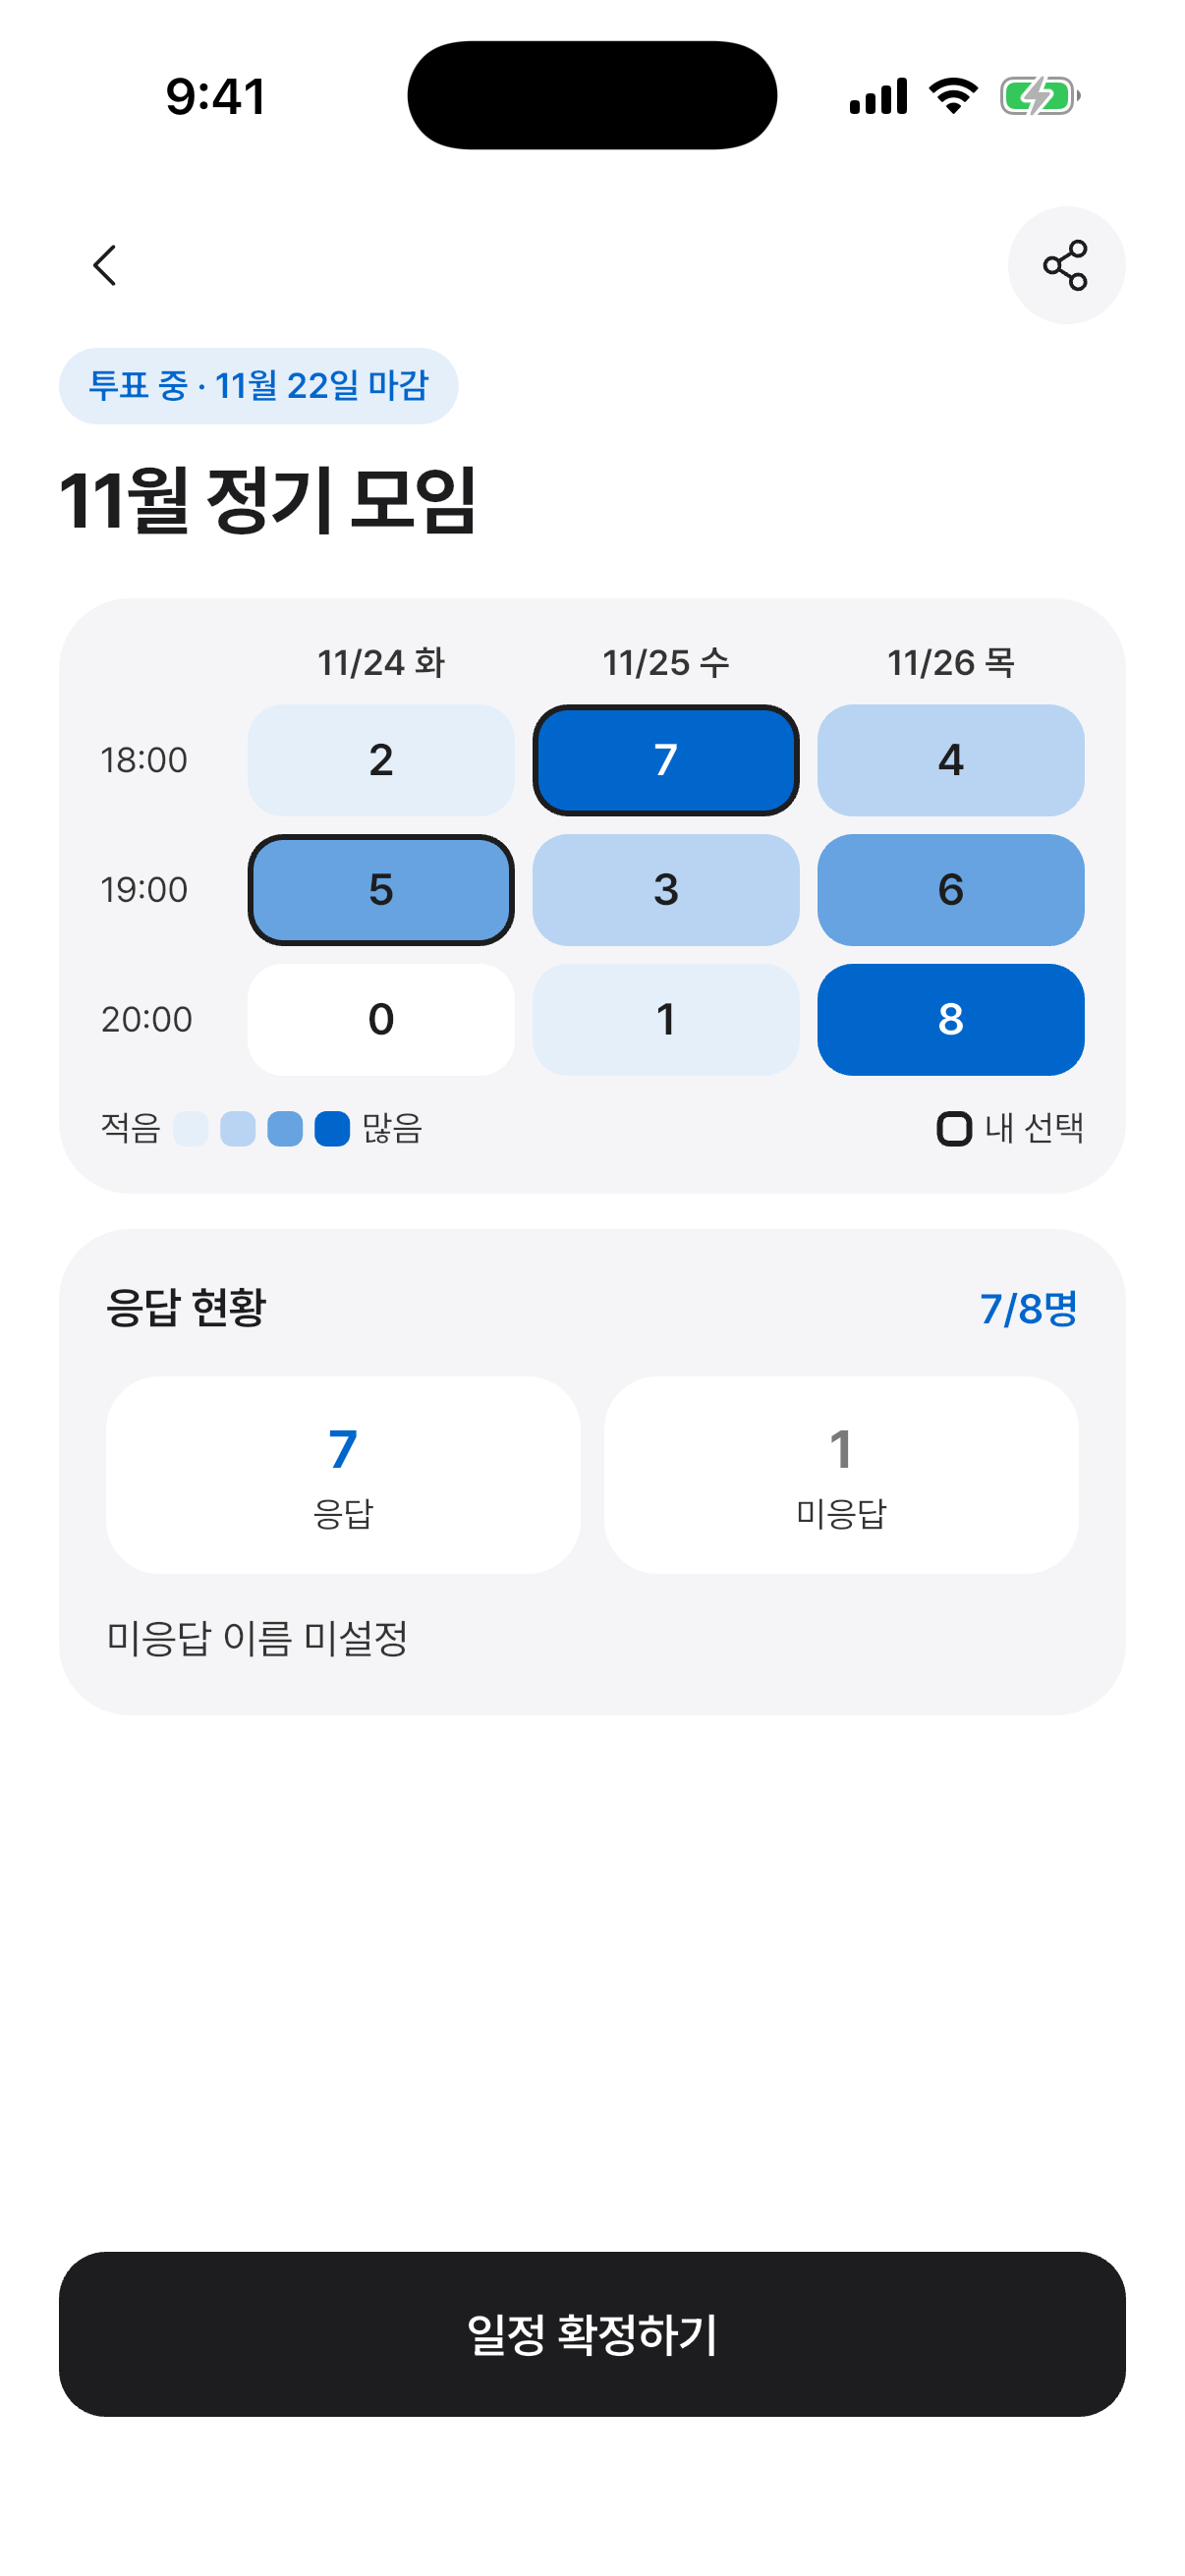 9:41
투표 중 · 11월 22일 마감
11월 정기 모임
11/24 화 11/25 수 11/26 목
18:00 2 7 4
19:00 5 3 6
20:00 0 1 8
적음 많음 내 선택
응답 현황 7/8명
7 1
응답 미응답
미응답 이름 미설정
일정 확정하기